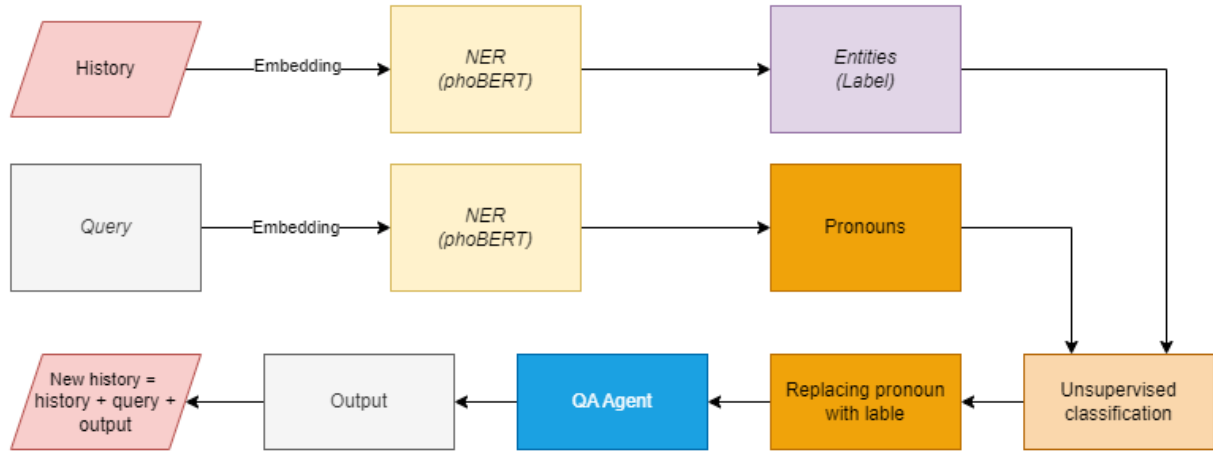 History
Embedding
NER
(phoBERT)
Entities
(Label)
Query
Embedding
NER
(phoBERT)
Pronouns
New history =
history + query +
output
Output
QA Agent
Replacing pronoun
with lable
Unsupervised
classification